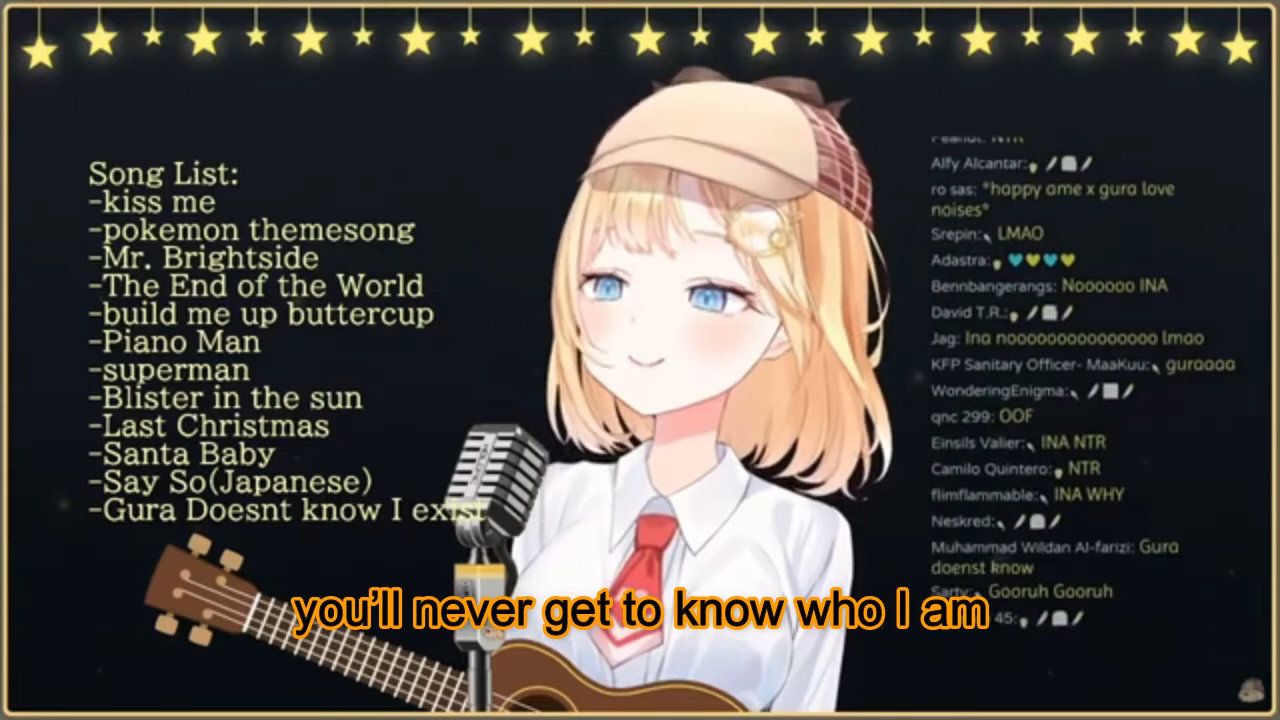 Song List:
-kiss me
-pokemon themesong
-Mr. Brightside
-The End of the World
-build me up buttercup
-Piano Man
-superman
-Blister in the sun
-Last Christmas
-Santa Baby
-Say So(Japanese)
-Gura Doesnt know I exist
NTR
Alfy Alcantar:
ro sas: *happy ame x gura love
noises*
Srepin: LMAO
Adastra:
Bennbangerangs: Noooooo INA
David T.R.:
Jag: Ina nooooooooooooooo lmao
KFP Sanitary Officer- MaaKuu: guraaaa
WonderingEnigma:
qnc 299: OOF
Einsils Valier: INA NTR
Camilo Quintero: NTR
flimflammable: INA WHY
Neskred:
Muhammad Wildan Al-farizi: Gura
doenst know
Gooruh Gooruh
45:
you'll never get to know who I am